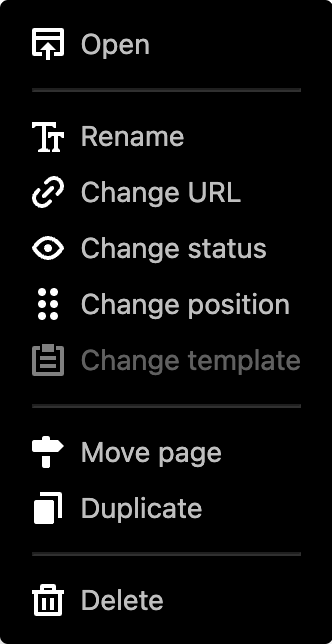 Open
Rename
Change URL
Change status
Change position
Change template
Move page
Duplicate
Delete